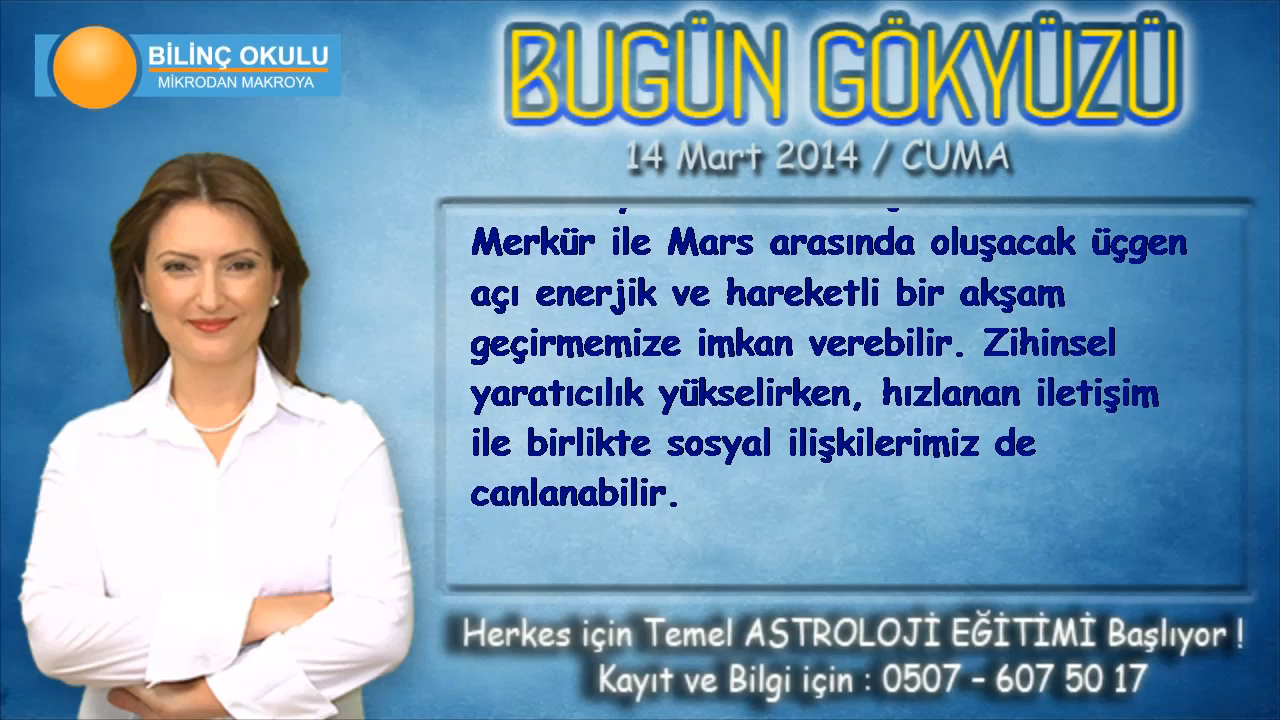 BİLİNÇ OKULU
MİKRODAN MAKROYA
BUGÜN GÖKYÜZÜ
14 Mart 2014 / CUMA
Merkür ile Mars arasında oluşacak üçgen
açı enerjik ve hareketli bir akşam
geçirmemize imkan verebilir. Zihinsel
yaratıcılık yükselirken, hızlanan iletişim
ile birlikte sosyal ilişkilerimiz de
canlanabilir.
Herkes için Temel ASTROLOJİ EĞİTİMİ Başlıyor !
Kayıt ve Bilgi için : 0507 - 607 50 17